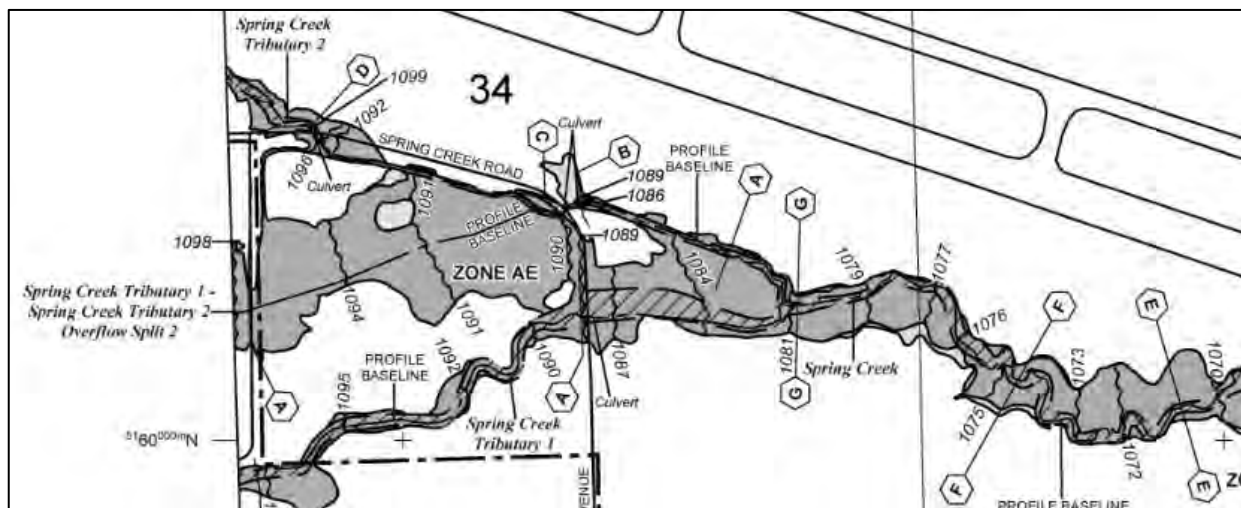 Spring Creek
Tributary 2
D
1099
1092
34
Culvert
SPRING CREEK ROAD
C
B
PROFILE
BASELINE
1096
Culvert
1089
1086
A
G
1091
PROFILE
BASELINE
1089
1090
1079
1077
1098
ZONE AE
1084
Spring Creek Tributary 1 -
Spring Creek Tributary 2
Overflow Split 2
1094
1091
1076
F
E
1092
1090
1087
1081
Spring Creek
1073
1070
PROFILE
BASELINE
A
1095
A
Culvert
G
1075
5160000mN
Spring Creek
Tributary 1
1072
F
E
PROFILE BASELINE